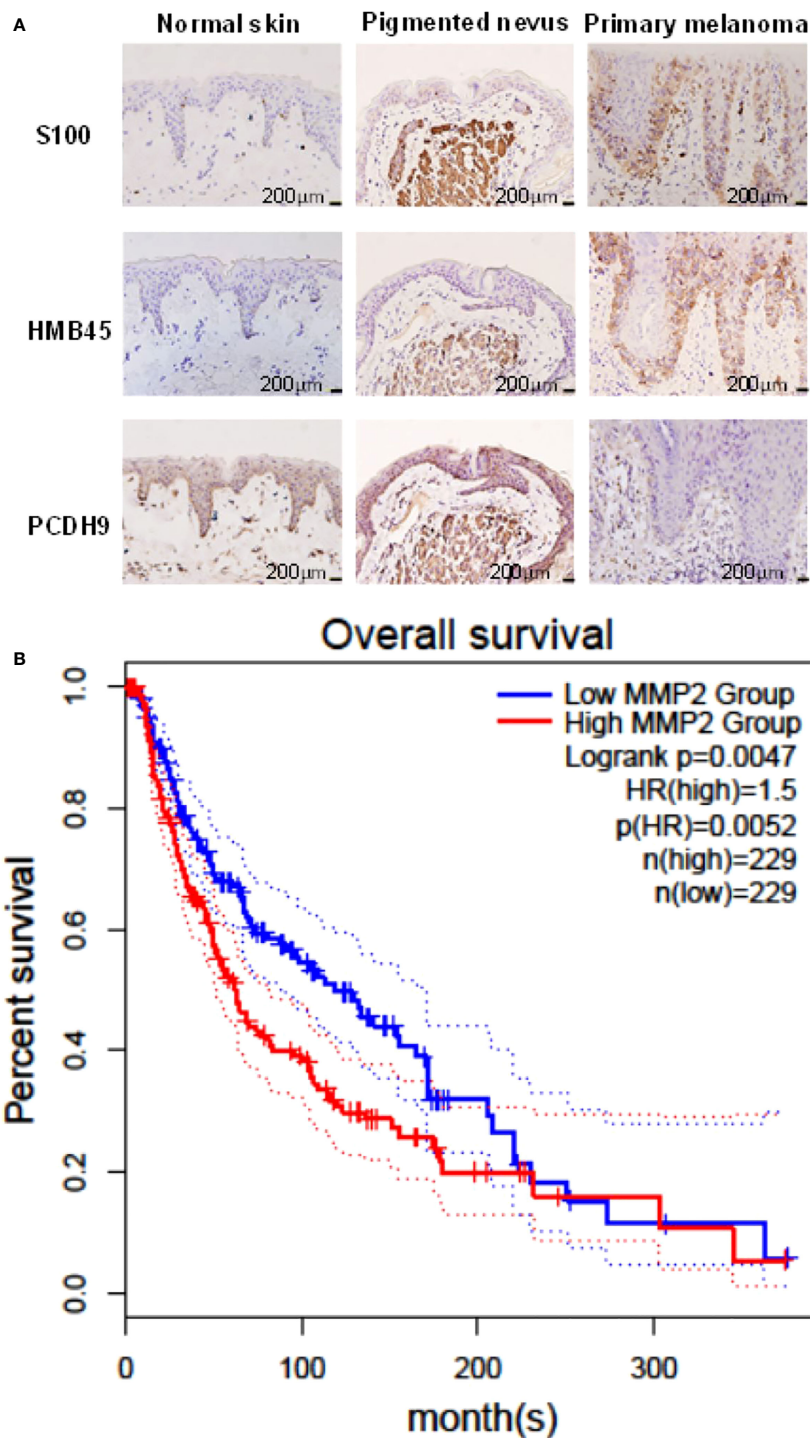 A
Normal skin Pigmented nevus Primary melanoma
S100
200μm 200μm 200μm
HMB45
200μm 200μm 200μm
PCDH9
200μm 200μm 200μm
B
Overall survival
Low MMP2 Group
High MMP2 Group
Logrank p=0.0047
HR(high)=1.5
p(HR)=0.0052
n(high)=229
n(low)=229
Percent survival
1.0
0.8
0.6
0.4
0.2
0.0
0 100 200 300
month(s)